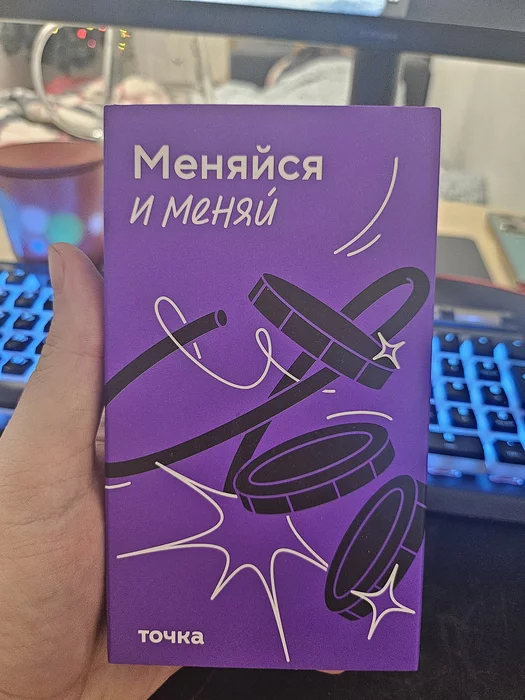 Меняйся
и меняй
точка